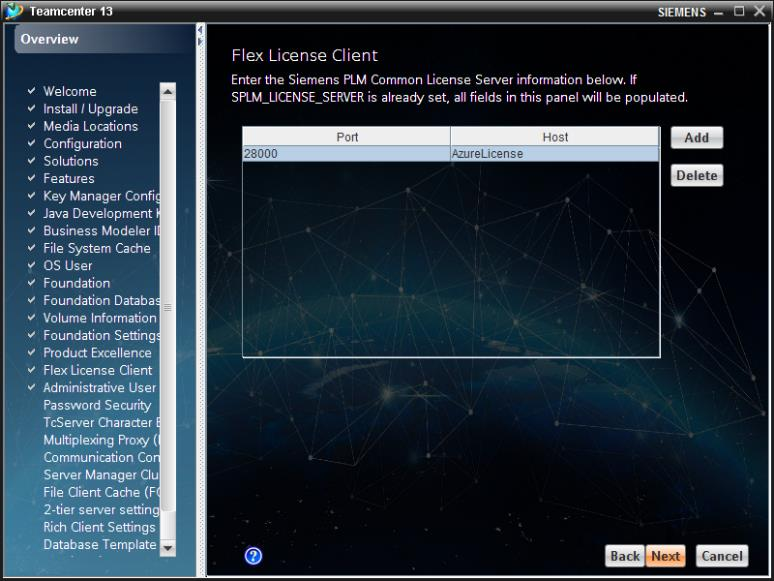 Teamcenter 13
SIEMENS
Overview
Welcome
Install / Upgrade
Media Locations
Configuration
Solutions
Features
Key Manager Config
Java Development K
Business Modeler I
File System Cache
OS User
Foundation
Foundation Databas
Volume Information
Foundation Settings
Product Excellence
Flex License Client
Administrative User
Password Security
TcServer Character E
Multiplexing Proxy (
Communication Con
Server Manager Clu
File Client Cache (FC
2-tier server setting
Rich Client Settings
Database Template
Flex License Client
Enter the Siemens PLM Common License Server information below. If
SPLM_LICENSE_SERVER is already set, all fields in this panel will be populated.
Port Host
28000 AzureLicense
Add
Delete
?
Back Next Cancel